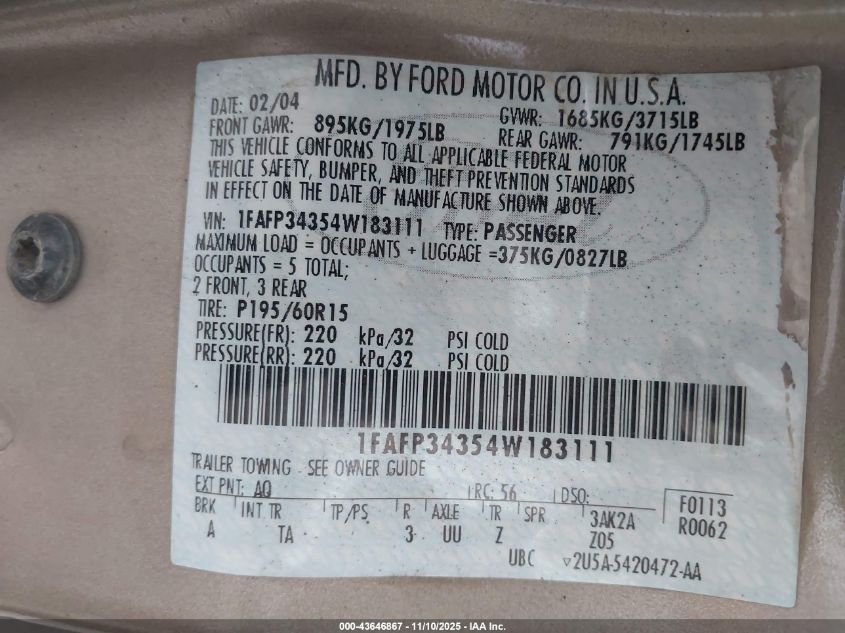 MFD. BY FORD MOTOR CO. IN U.S.A.
DATE: 02/04 GVWR: 1685KG/3715LB
FRONT GAWR: 895KG/1975LB REAR GAWR: 791KG/1745LB
THIS VEHICLE CONFORMS TO ALL APPLICABLE FEDERAL MOTOR
VEHICLE SAFETY, BUMPER, AND THEFT PREVENTION STANDARDS
IN EFFECT ON THE DATE OF MANUFACTURE SHOWN ABOVE.
VIN: 1FAFP34354W183111 TYPE: PASSENGER
MAXIMUM LOAD = OCCUPANTS + LUGGAGE =375KG/0827LB
OCCUPANTS = 5 TOTAL;
2 FRONT, 3 REAR
TIRE: P195/60R15
PRESSURE(FR): 220 kPa/32 PSI COLD
PRESSURE(RR): 220 kPa/32 PSI COLD
1FAFP34354W183111
TRAILER TOWING - SEE OWNER GUIDE
EXT PNT: AQ RC: 56 DSO: F0113
BRK INT TR TP/PS R AXLE TR SPR 3AK2A R0062
A TA 3 UU Z Z05
UBC ▿2U5A-5420472-AA
000-43646867 - 11/10/2025 - IAA Inc.